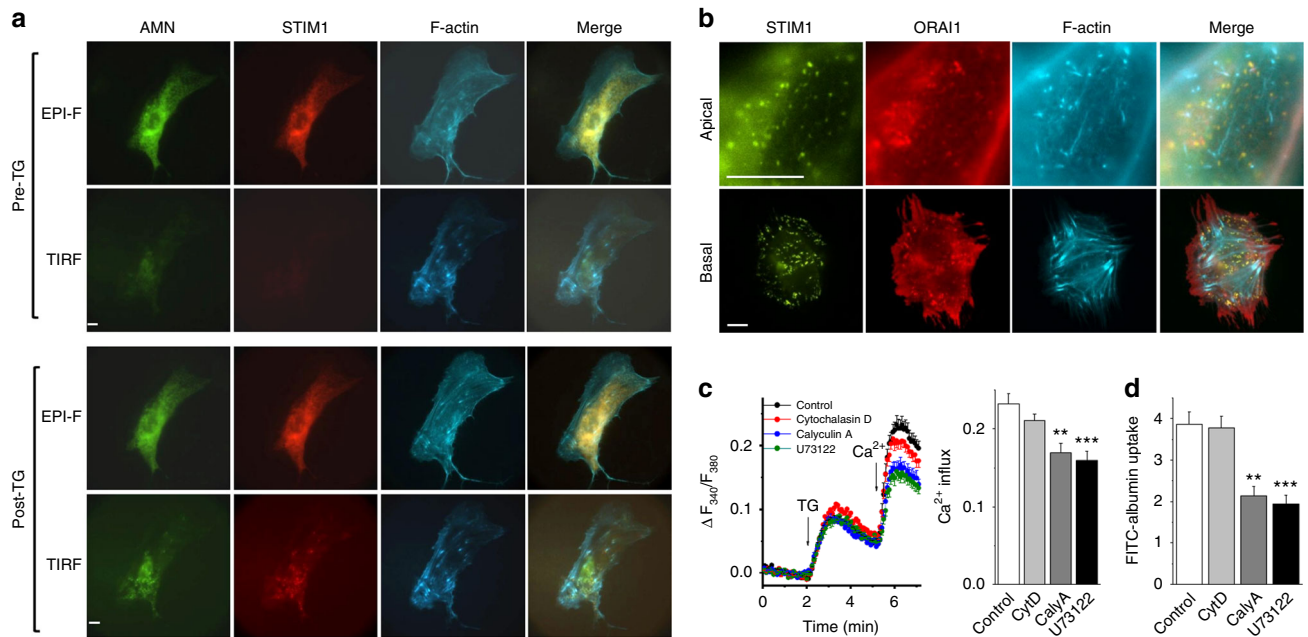 a
AMN STIM1 F-actin Merge
Pre-TG
EPI-F
TIRF
Post-TG
EPI-F
TIRF
b
STIM1 ORAI1 F-actin Merge
Apical
Basal
c
Control
Cytochalasin D
Calyculin A
U73122
Ca2+
TG
Δ F340/F380
0.2
0.1
0.0
0 2 4 6
Time (min)
Ca2+ influx
0.2
0.1
0.0
** ***
Control CytD CalyA U73122
d
FITC-albumin uptake
4
3
2
1
0
** ***
Control CytD CalyA U73122